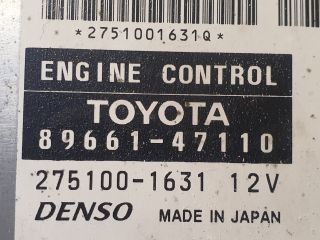 *2751001631Q*
ENGINE CONTROL
TOYOTA
89661-47110
275100-1631 12V
DENSO MADE IN JAPAN